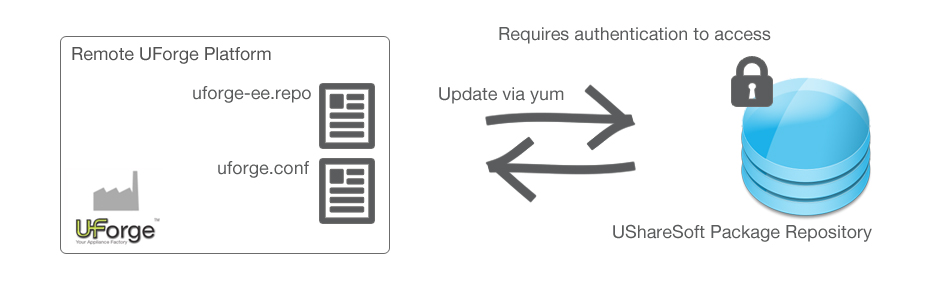 Requires authentication to access
Remote UForge Platform
uforge-ee.repo
Update via yum
uforge.conf
UForge™
Your Appliance Factory
UShareSoft Package Repository